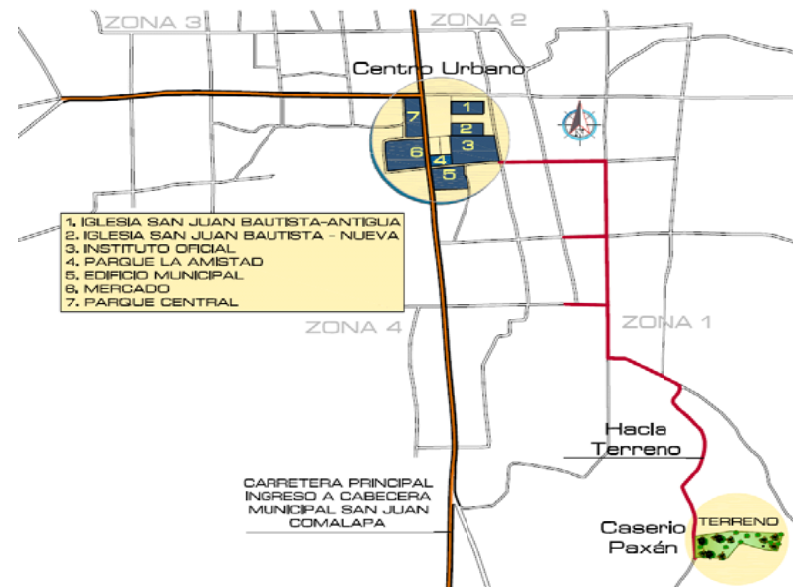 ZONA 3
ZONA 2
Centro Urbano
1
7
2
3
6
4
5
1. IGLESIA SAN JUAN BAUTISTA-ANTIGUA
2. IGLESIA SAN JUAN BAUTISTA - NUEVA
3. INSTITUTO OFICIAL
4. PARQUE LA AMISTAD
5. EDIFICIO MUNICIPAL
6. MERCADO
7. PARQUE CENTRAL
ZONA 4
ZONA 1
Hacia
Terreno
CARRETERA PRINCIPAL
INGRESO A CABECERA
MUNICIPAL SAN JUAN
COMALAPA
Caserio
Paxán
TERRENO